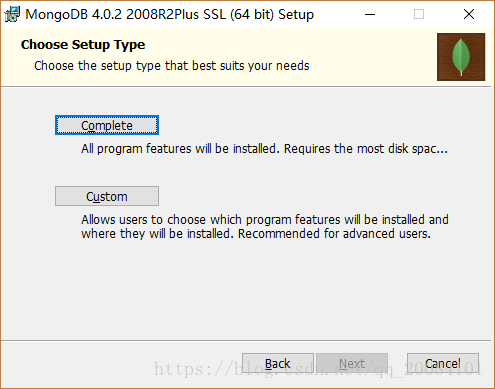 MongoDB 4.0.2 2008R2Plus SSL (64 bit) Setup
Choose Setup Type
Choose the setup type that best suits your needs
Complete
All program features will be installed. Requires the most disk spac...
Custom
Allows users to choose which program features will be installed and
where they will be installed. Recommended for advanced users.
Back
Next
Cancel